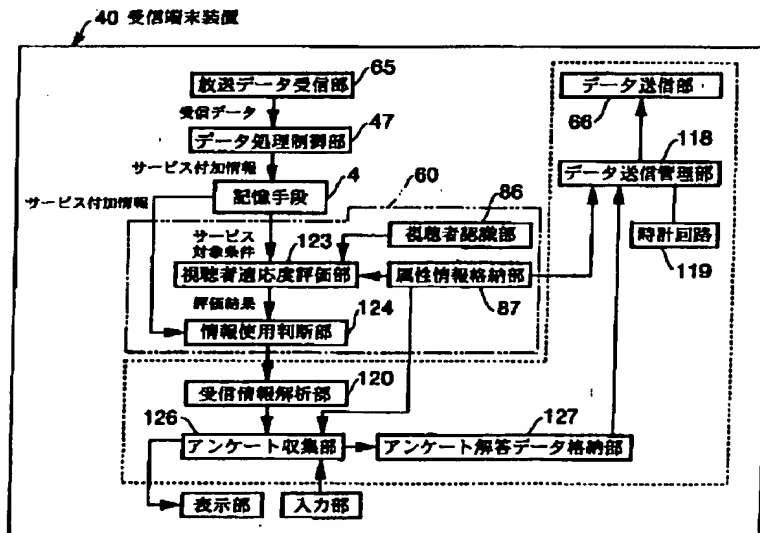 40 受信端末装置
放送データ受信部
65
データ送信部
66
受信データ
データ処理制御部
47
118
サービス付加情報
データ送信管理部
記憶手段
4
サービス付加情報
60
86
視聴者認識部
時計回路
119
サービス
対象条件
123
視聴者適応度評価部
属性情報格納部
87
評価結果
124
情報使用判断部
受信情報解析部
120
126
アンケート収集部
127
アンケート解答データ格納部
表示部
入力部